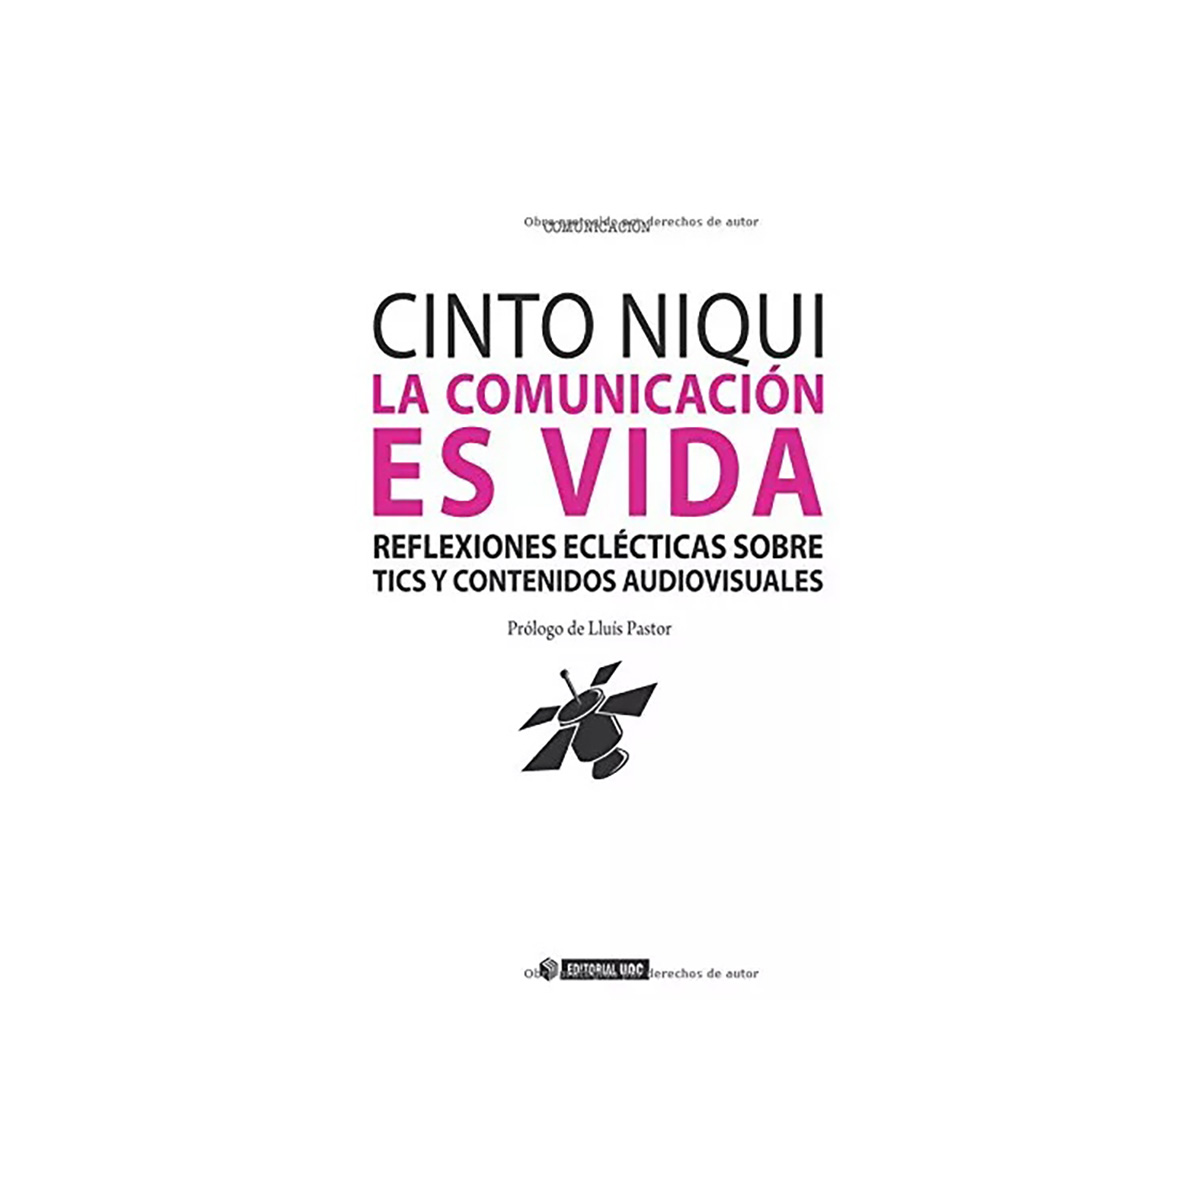 Obra protegida por derechos de autor
COMUNICACIÓN
CINTO NIQUI
LA COMUNICACIÓN
ES VIDA
REFLEXIONES ECLÉCTICAS SOBRE
TICS Y CONTENIDOS AUDIOVISUALES
Prólogo de Lluís Pastor
EDITORIAL UOC
derechos de autor